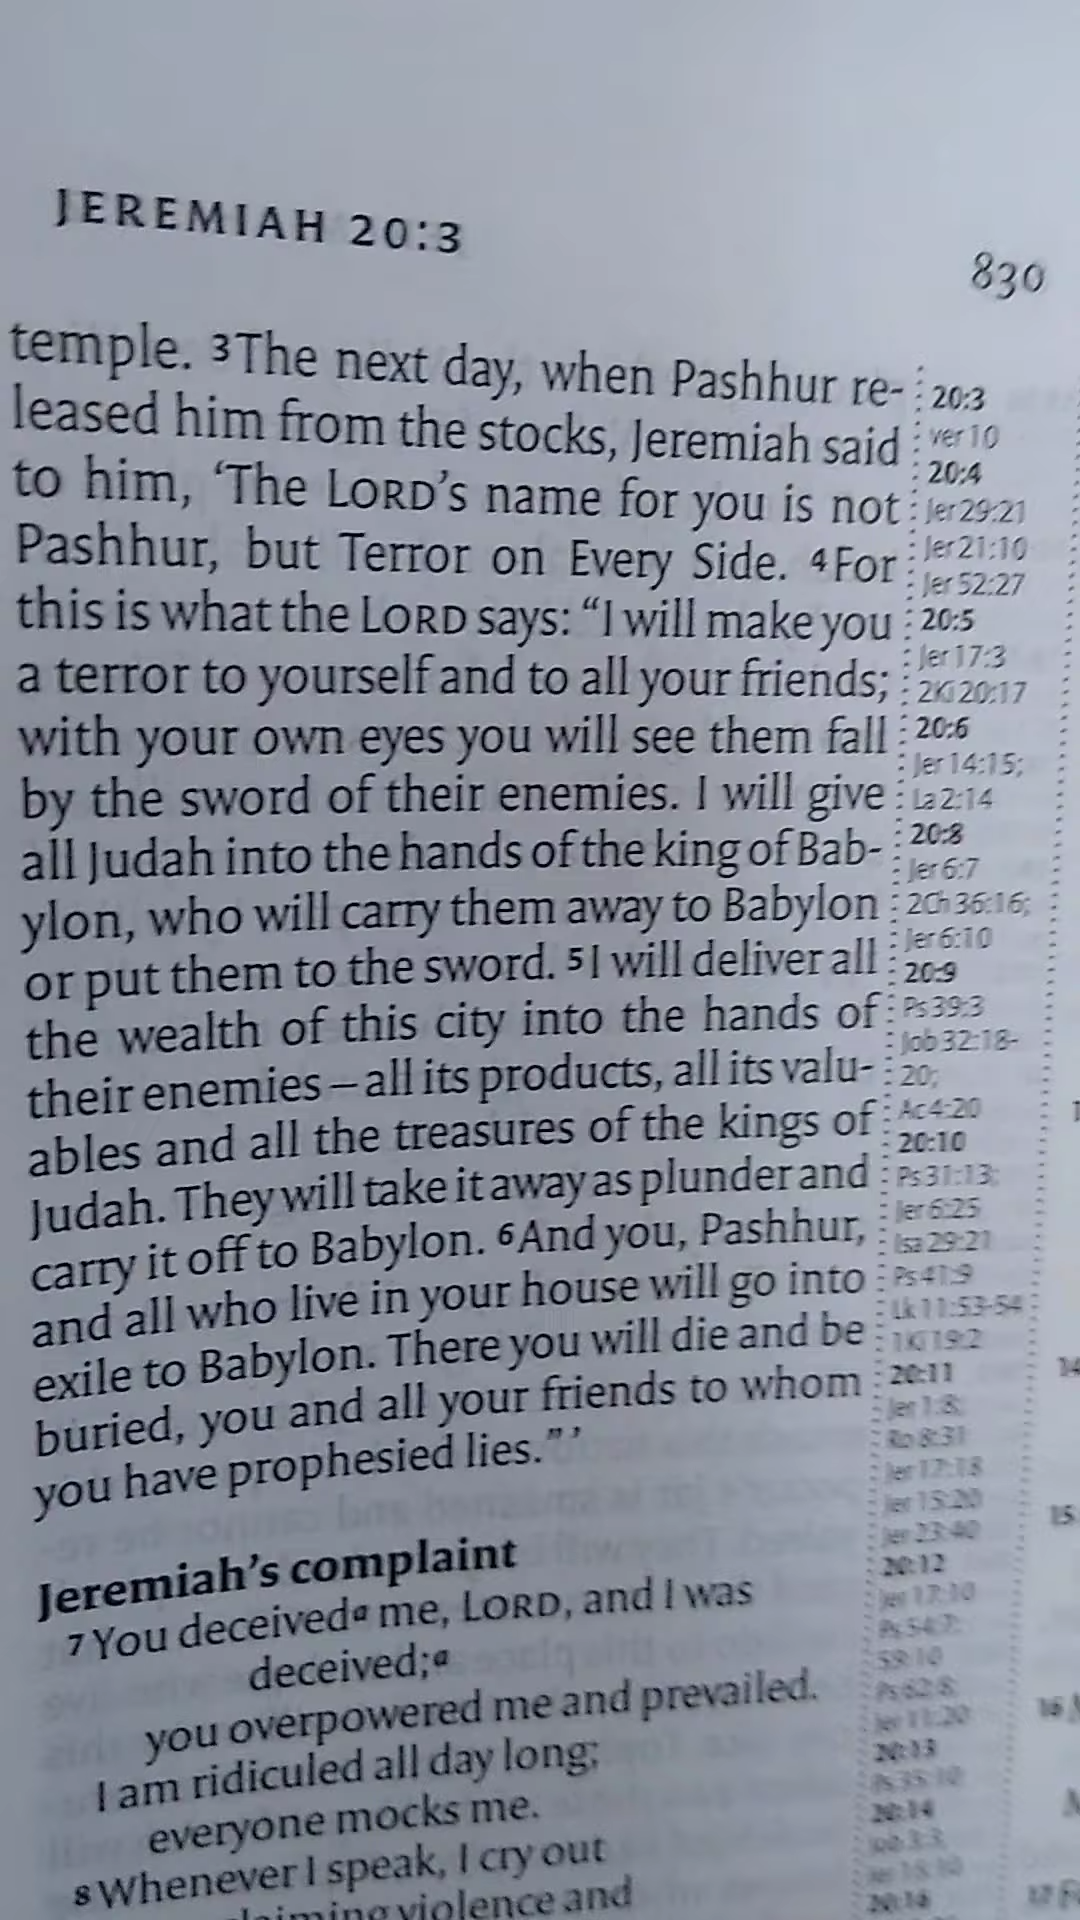 JEREMIAH 20:3
830
temple. 3The next day, when Pashhur re-
leased him from the stocks, Jeremiah said
to him, ‘The LORD’s name for you is not
Pashhur, but Terror on Every Side. 4For
this is what the LORD says: “I will make you
a terror to yourself and to all your friends;
with your own eyes you will see them fall
by the sword of their enemies. I will give
all Judah into the hands of the king of Bab-
ylon, who will carry them away to Babylon
or put them to the sword. 5I will deliver all
the wealth of this city into the hands of
their enemies – all its products, all its valu-
ables and all the treasures of the kings of
Judah. They will take it away as plunder and
carry it off to Babylon. 6And you, Pashhur,
and all who live in your house will go into
exile to Babylon. There you will die and be
buried, you and all your friends to whom
you have prophesied lies.” ’
Jeremiah’s complaint
7You deceivedᵃ me, LORD, and I was
deceived;ᵃ
you overpowered me and prevailed.
I am ridiculed all day long;
everyone mocks me.
8Whenever I speak, I cry out
violence and
20:3
ver 10
20:4
Jer 29:21
Jer 21:10
Jer 52:27
20:5
Jer 17:3
2Ki 20:17
20:6
Jer 14:15;
La 2:14
20:8
Jer 6:7
2Ch 36:16;
Jer 6:10
20:9
Ps 39:3
Job 32:18-
20;
Ac 4:20
20:10
Ps 31:13;
Jer 6:25
Isa 29:21
Ps 41:9
Lk 11:53-54
1Ki 19:2
20:11
Jer 1:8;
Ro 8:31
Jer 17:18
Jer 15:20
Jer 23:40
20:12
Jer 17:10
Ps 54:7;
59:10
Ps 62:8;
Jer 11:20
20:13
Ps 35:10
20:14
Job 3:3;
Jer 15:10
20:16
14
15
16
17